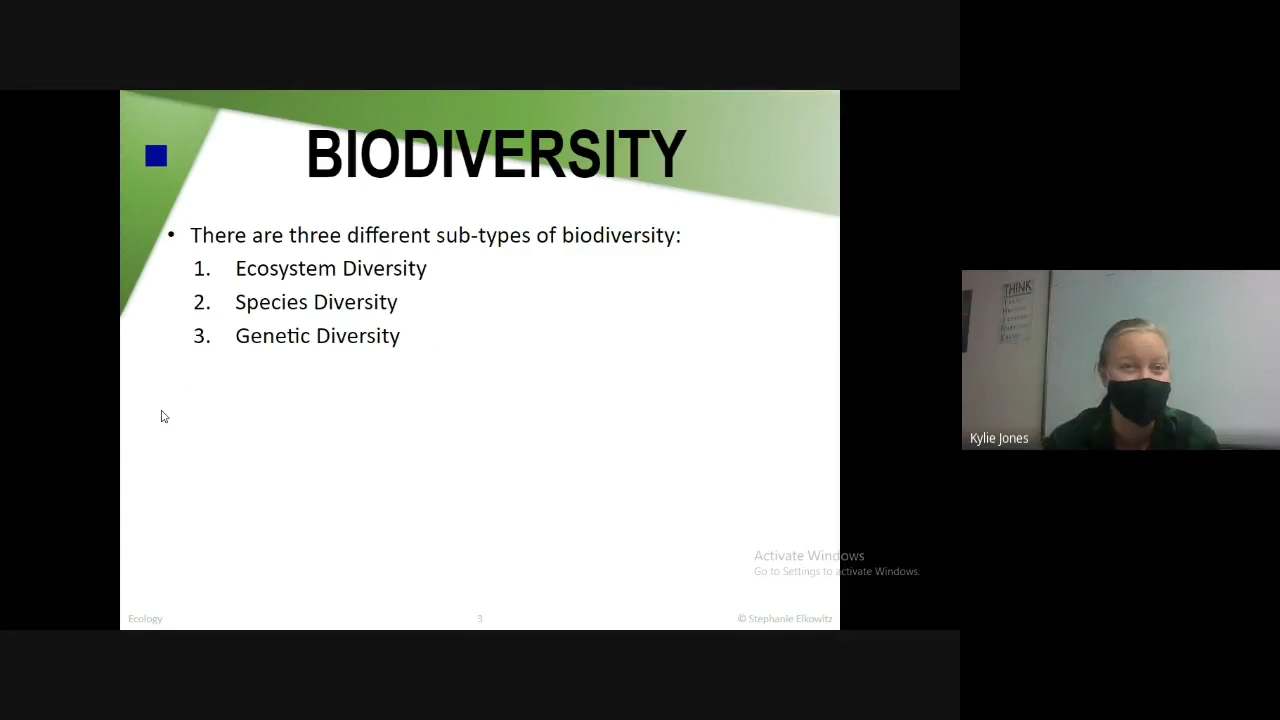 BIODIVERSITY
• There are three different sub-types of biodiversity:
1. Ecosystem Diversity
2. Species Diversity
3. Genetic Diversity
THINK
Kylie Jones
Activate Windows
Go to Settings to activate Windows.
Ecology
3
© Stephanie Elkowitz